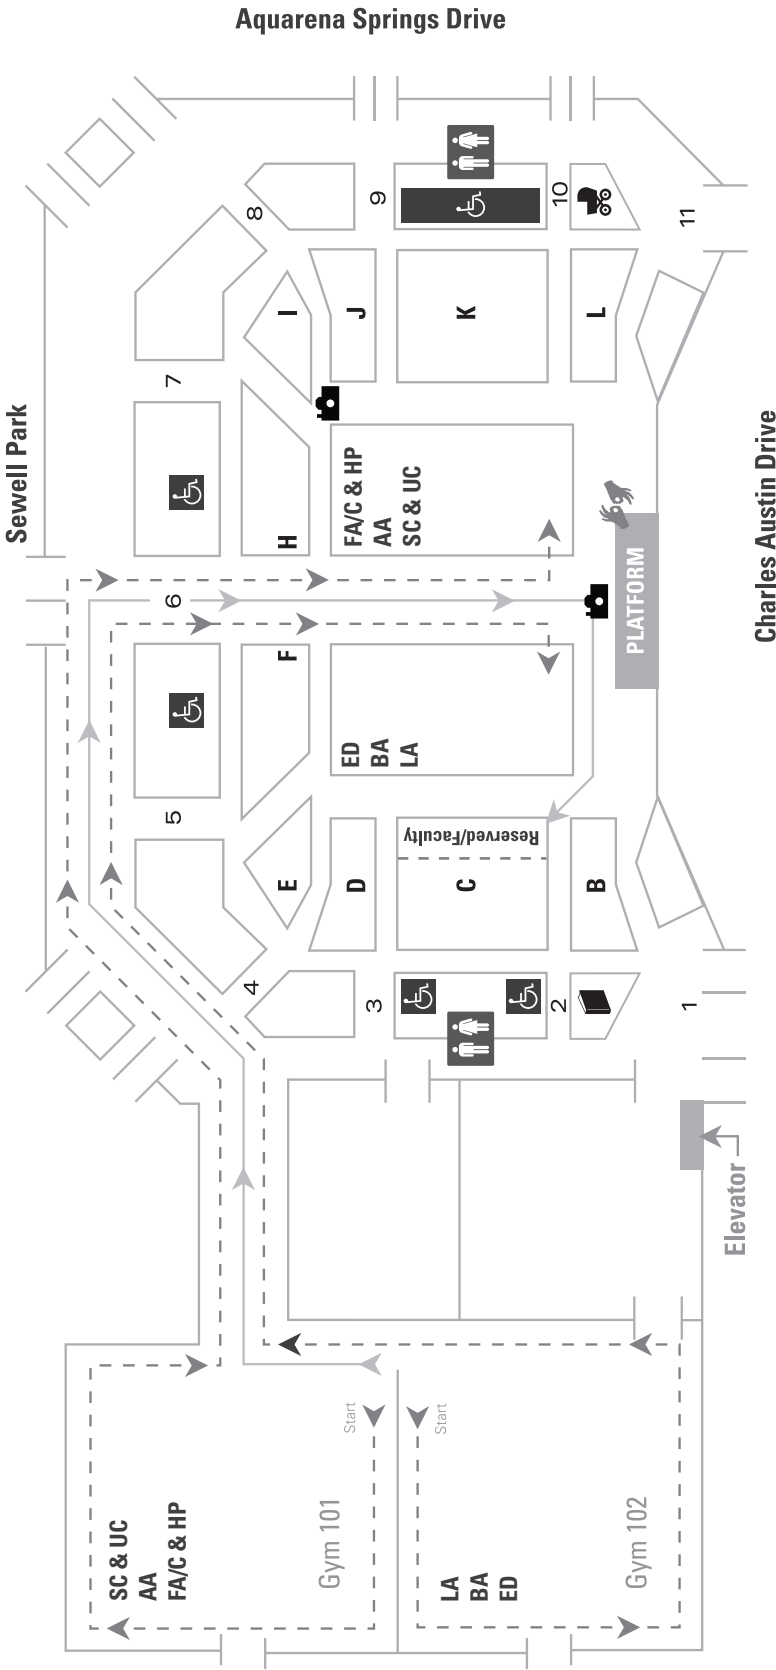 Aquarena Springs Drive
Sewell Park
Charles Austin Drive
8
9
10
11
7
I
J
K
L
H
FA/C & HP
AA
SC & UC
6
PLATFORM
F
ED
BA
LA
5
Reserved/Faculty
E
D
C
B
4
3
2
1
Elevator
Start
Start
SC & UC
AA
FA/C & HP
Gym 101
LA
BA
ED
Gym 102